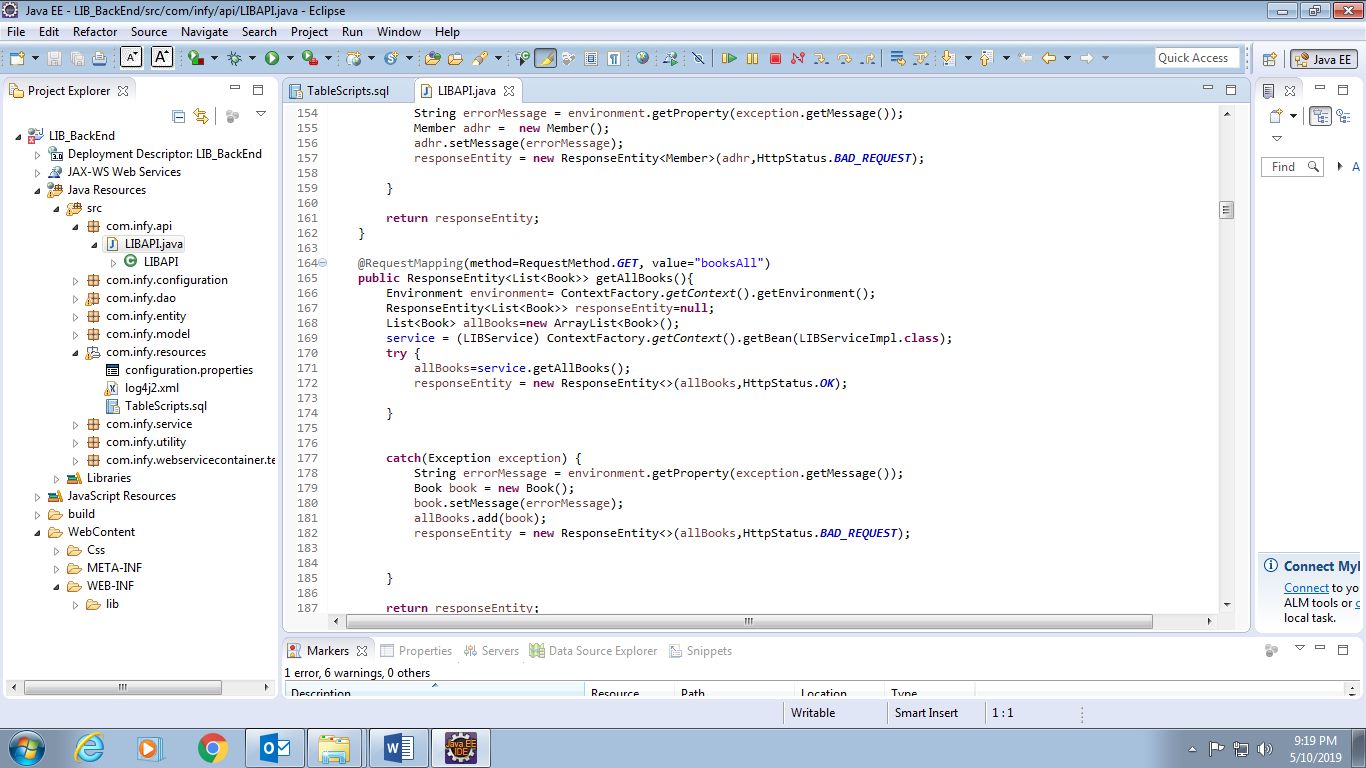 Java EE - LIB_BackEnd/src/com/infy/api/LIBAPI.java - Eclipse
File Edit Refactor Source Navigate Search Project Run Window Help
Quick Access
Java EE
Project Explorer
LIB_BackEnd
Deployment Descriptor: LIB_BackEnd
JAX-WS Web Services
Java Resources
src
com.infy.api
LIBAPI.java
LIBAPI
com.infy.configuration
com.infy.dao
com.infy.entity
com.infy.model
com.infy.resources
configuration.properties
log4j2.xml
TableScripts.sql
com.infy.service
com.infy.utility
com.infy.webservicecontainer.te
Libraries
JavaScript Resources
build
WebContent
Css
META-INF
WEB-INF
lib
TableScripts.sql LIBAPI.java
154 String errorMessage = environment.getProperty(exception.getMessage());
155 Member adhr =  new Member();
156 adhr.setMessage(errorMessage);
157 responseEntity = new ResponseEntity<Member>(adhr,HttpStatus.BAD_REQUEST);
158
159 }
160
161 return responseEntity;
162 }
163
164 @RequestMapping(method=RequestMethod.GET, value="booksAll")
165 public ResponseEntity<List<Book>> getAllBooks(){
166 Environment environment= ContextFactory.getContext().getEnvironment();
167 ResponseEntity<List<Book>> responseEntity=null;
168 List<Book> allBooks=new ArrayList<Book>();
169 service = (LIBService) ContextFactory.getContext().getBean(LIBServiceImpl.class);
170 try {
171 allBooks=service.getAllBooks();
172 responseEntity = new ResponseEntity<>(allBooks,HttpStatus.OK);
173
174 }
175
176
177 catch(Exception exception) {
178 String errorMessage = environment.getProperty(exception.getMessage());
179 Book book = new Book();
180 book.setMessage(errorMessage);
181 allBooks.add(book);
182 responseEntity = new ResponseEntity<>(allBooks,HttpStatus.BAD_REQUEST);
183
184
185 }
186
187 return responseEntity;
Find
A
Connect Myl
Connect to yo
ALM tools or c
local task.
Markers Properties Servers Data Source Explorer Snippets
1 error, 6 warnings, 0 others
Description Resource Path Location Type
Writable Smart Insert 1 : 1
Java EE
IDE
9:19 PM
5/10/2019